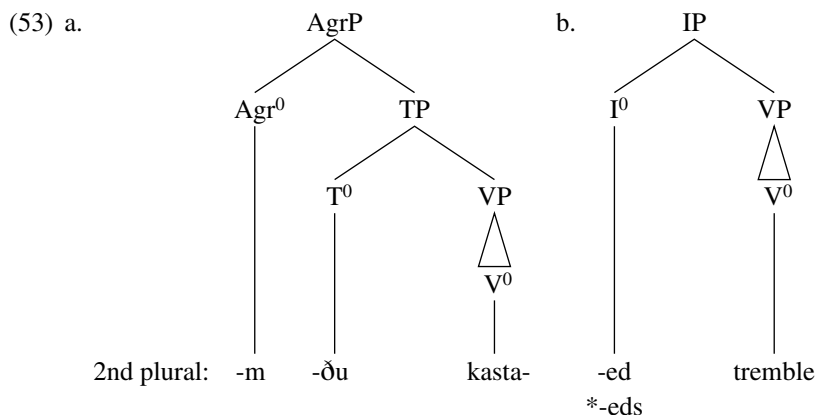 (53) a. AgrP b. IP
Agr⁰ TP I⁰ VP
T⁰ VP V⁰
V⁰
2nd plural: -m -ðu kasta- -ed tremble
*-eds